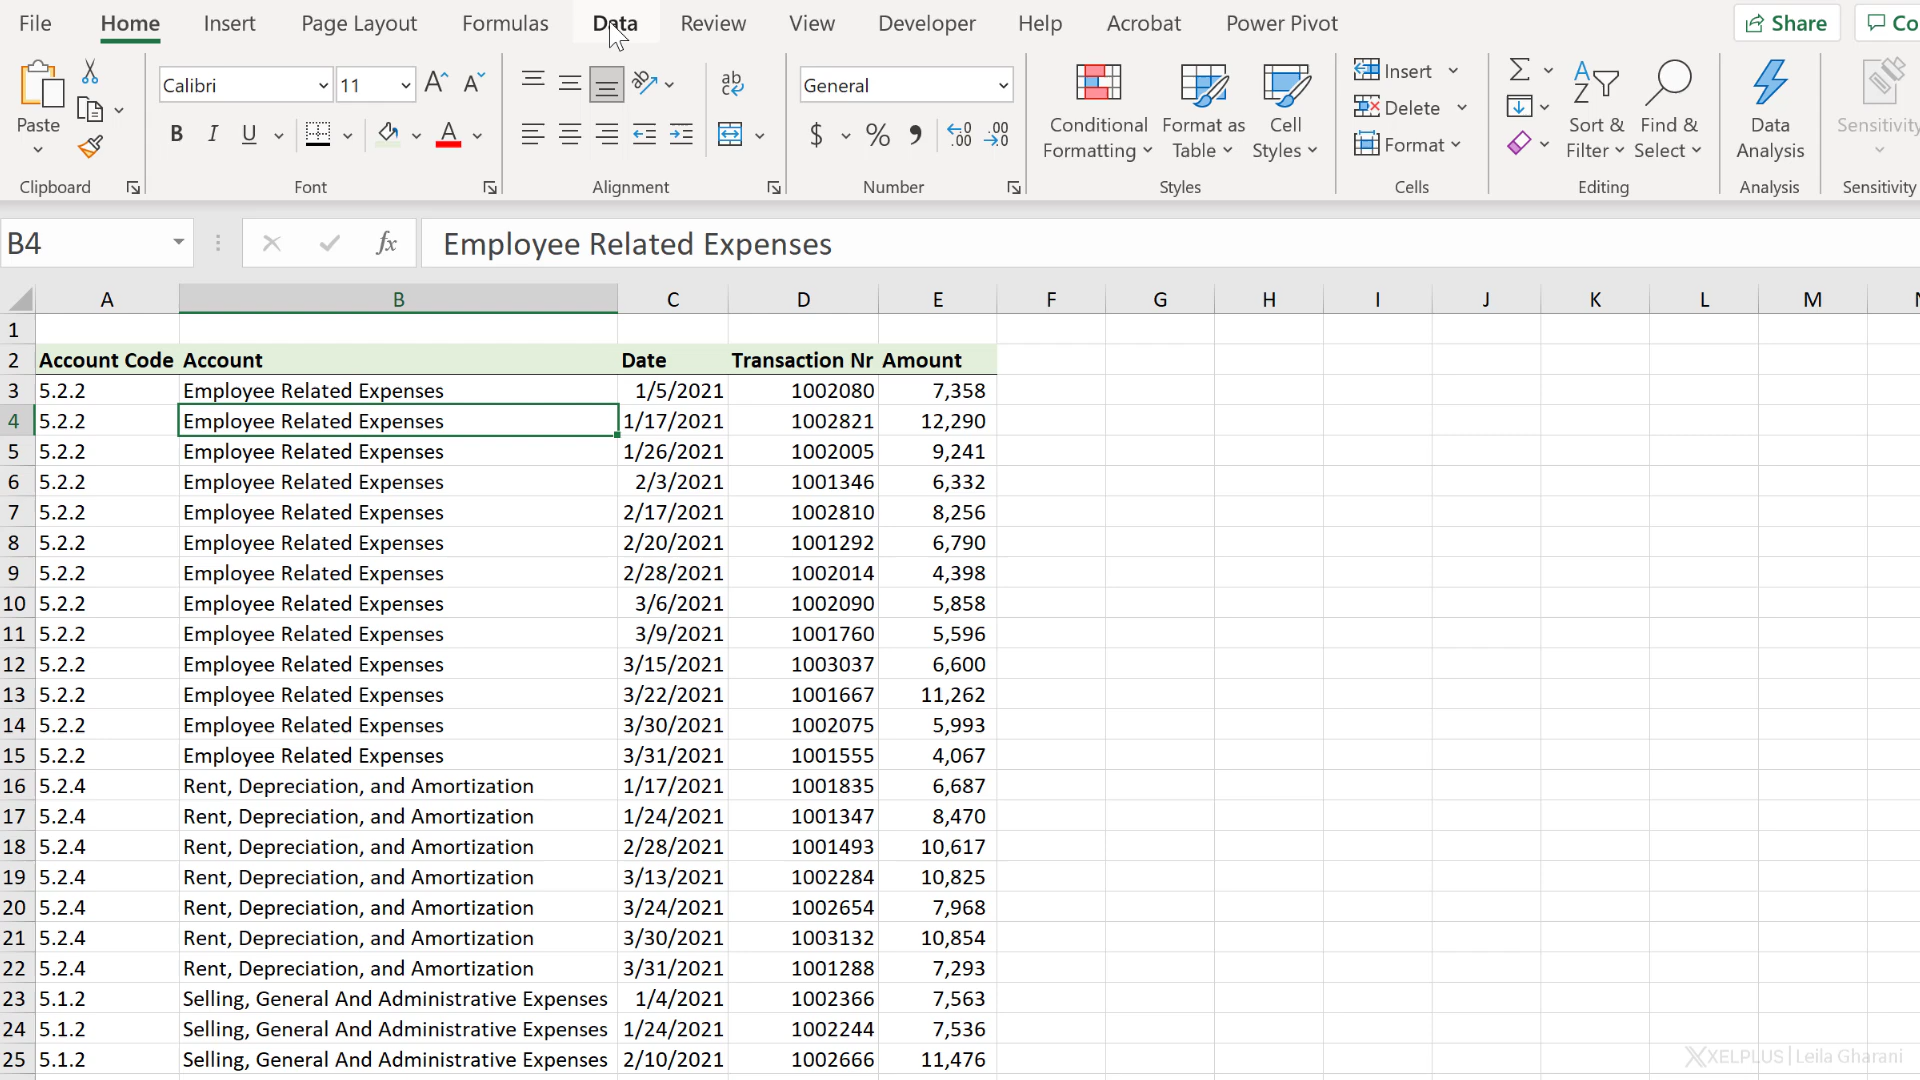 File Home Insert Page Layout Formulas Data Review View Developer Help Acrobat Power Pivot Share Co
Calibri 11 General Insert
Delete
Format
Paste Conditional Formatting Format as Table Cell Styles Sort & Filter Find & Select Data Analysis Sensitivity
Clipboard Font Alignment Number Styles Cells Editing Analysis Sensitivity
B4 fx Employee Related Expenses
A B C D E F G H I J K L M N
1
2 Account Code Account Date Transaction Nr Amount
3 5.2.2 Employee Related Expenses 1/5/2021 1002080 7,358
4 5.2.2 Employee Related Expenses 1/17/2021 1002821 12,290
5 5.2.2 Employee Related Expenses 1/26/2021 1002005 9,241
6 5.2.2 Employee Related Expenses 2/3/2021 1001346 6,332
7 5.2.2 Employee Related Expenses 2/17/2021 1002810 8,256
8 5.2.2 Employee Related Expenses 2/20/2021 1001292 6,790
9 5.2.2 Employee Related Expenses 2/28/2021 1002014 4,398
10 5.2.2 Employee Related Expenses 3/6/2021 1002090 5,858
11 5.2.2 Employee Related Expenses 3/9/2021 1001760 5,596
12 5.2.2 Employee Related Expenses 3/15/2021 1003037 6,600
13 5.2.2 Employee Related Expenses 3/22/2021 1001667 11,262
14 5.2.2 Employee Related Expenses 3/30/2021 1002075 5,993
15 5.2.2 Employee Related Expenses 3/31/2021 1001555 4,067
16 5.2.4 Rent, Depreciation, and Amortization 1/17/2021 1001835 6,687
17 5.2.4 Rent, Depreciation, and Amortization 1/24/2021 1001347 8,470
18 5.2.4 Rent, Depreciation, and Amortization 2/28/2021 1001493 10,617
19 5.2.4 Rent, Depreciation, and Amortization 3/13/2021 1002284 10,825
20 5.2.4 Rent, Depreciation, and Amortization 3/24/2021 1002654 7,968
21 5.2.4 Rent, Depreciation, and Amortization 3/30/2021 1003132 10,854
22 5.2.4 Rent, Depreciation, and Amortization 3/31/2021 1001288 7,293
23 5.1.2 Selling, General And Administrative Expenses 1/4/2021 1002366 7,563
24 5.1.2 Selling, General And Administrative Expenses 1/24/2021 1002244 7,536
25 5.1.2 Selling, General And Administrative Expenses 2/10/2021 1002666 11,476
XELPLUS | Leila Gharani